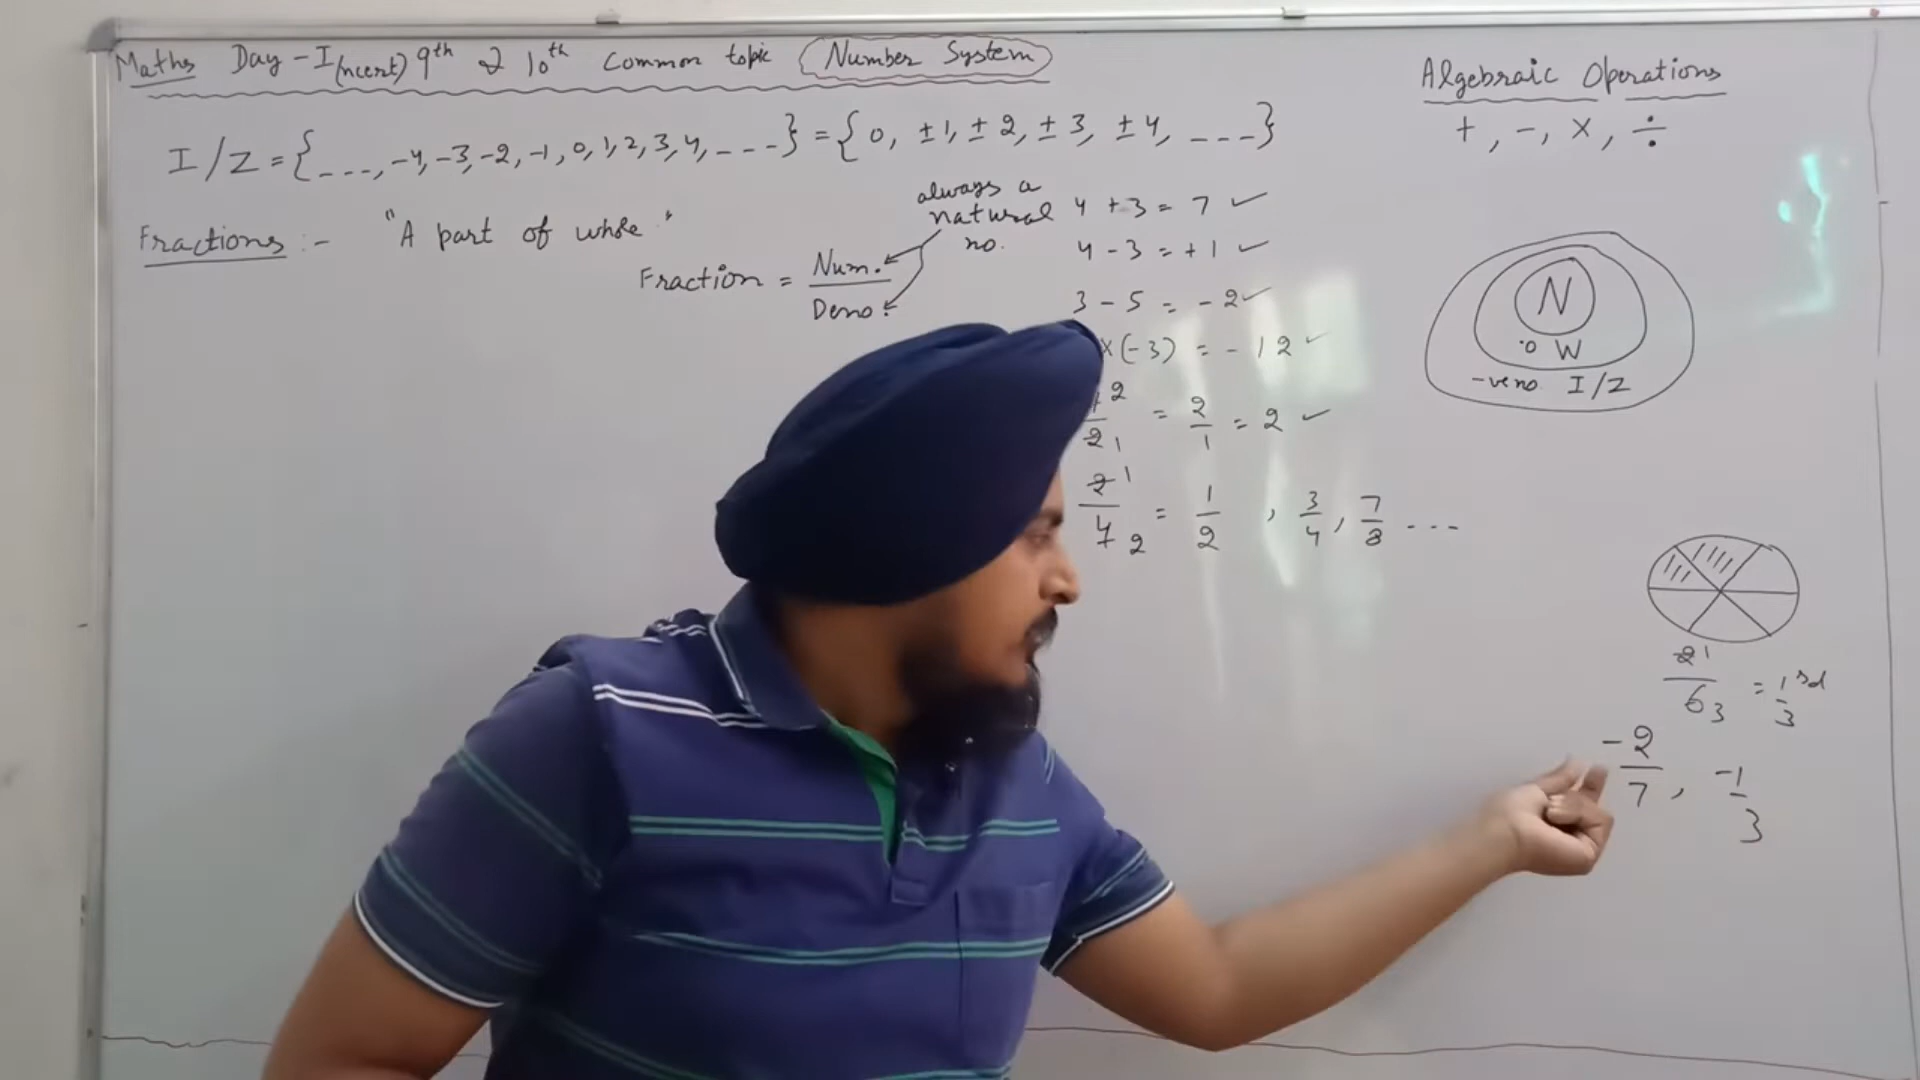 Maths Day - I (ncert) 9th & 10th Common topic Number System
I/Z = {---, -4, -3, -2, -1, 0, 1, 2, 3, 4, ---} = {0, ±1, ±2, ±3, ±4, ---}
Fractions :- "A part of whole"
Fraction = Num. / Deno.
always a
natural
no.
4 + 3 = 7 ✓
4 - 3 = +1 ✓
3 - 5 = -2 ✓
x (-3) = -12 ✓
2 1 = 2/1 = 2 ✓
2 1 / 4 2 = 1/2 , 3/4, 7/8 ---
Algebraic Operations
+, -, ×, ÷
N
·0 W
-ve no. I/Z
2 1 / 6 3 = 1/3 rd
-2/7 , -1/3